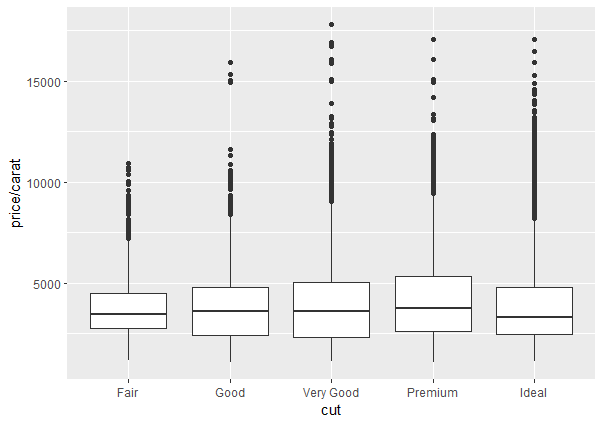 price/carat
15000
10000
5000
Fair Good Very Good Premium Ideal
cut